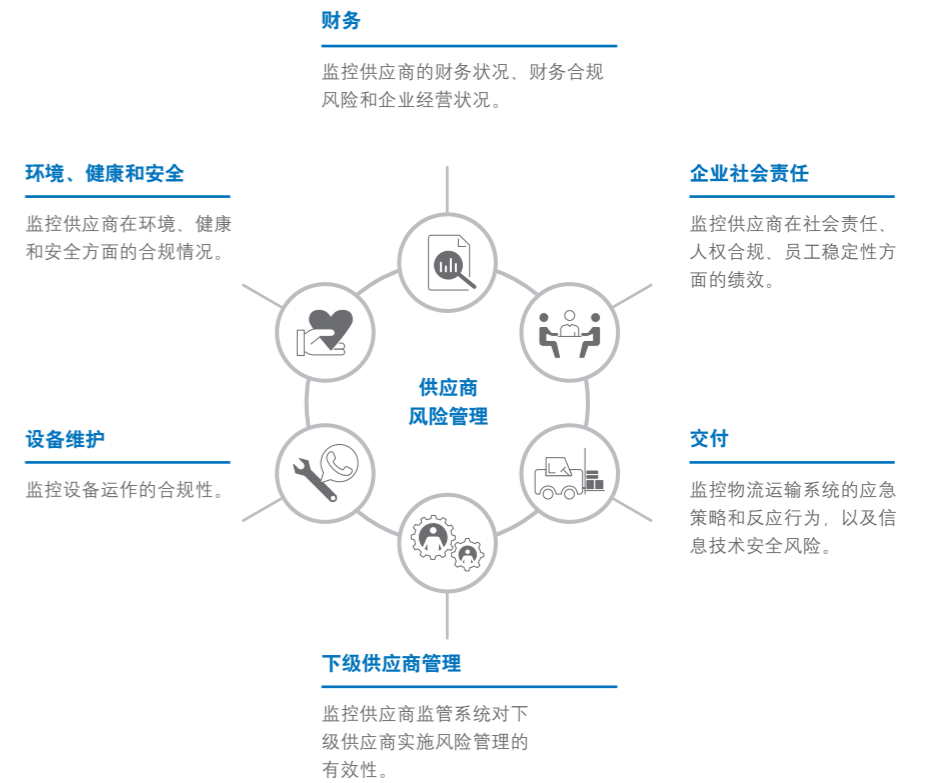 财务
监控供应商的财务状况、财务合规
风险和企业经营状况。
环境、健康和安全
监控供应商在环境、健康
和安全方面的合规情况。
企业社会责任
监控供应商在社会责任、
人权合规、员工稳定性方
面的绩效。
供应商
风险管理
设备维护
监控设备运作的合规性。
交付
监控物流运输系统的应急
策略和反应行为，以及信
息技术安全风险。
下级供应商管理
监控供应商监管系统对下
级供应商实施风险管理的
有效性。